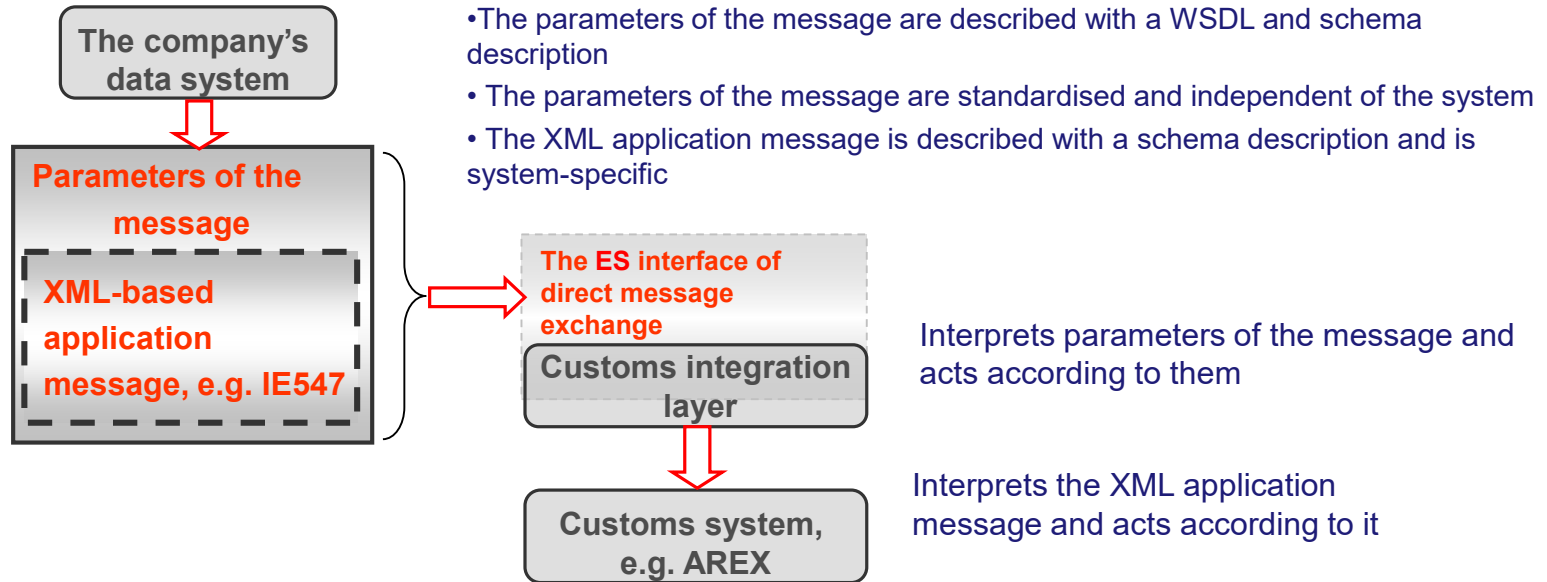 The company's
data system
•The parameters of the message are described with a WSDL and schema
description
• The parameters of the message are standardised and independent of the system
• The XML application message is described with a schema description and is
system-specific
Parameters of the
message
XML-based
application
message, e.g. IE547
The ES interface of
direct message
exchange
Customs integration
layer
Interprets parameters of the message and
acts according to them
Customs system,
e.g. AREX
Interprets the XML application
message and acts according to it